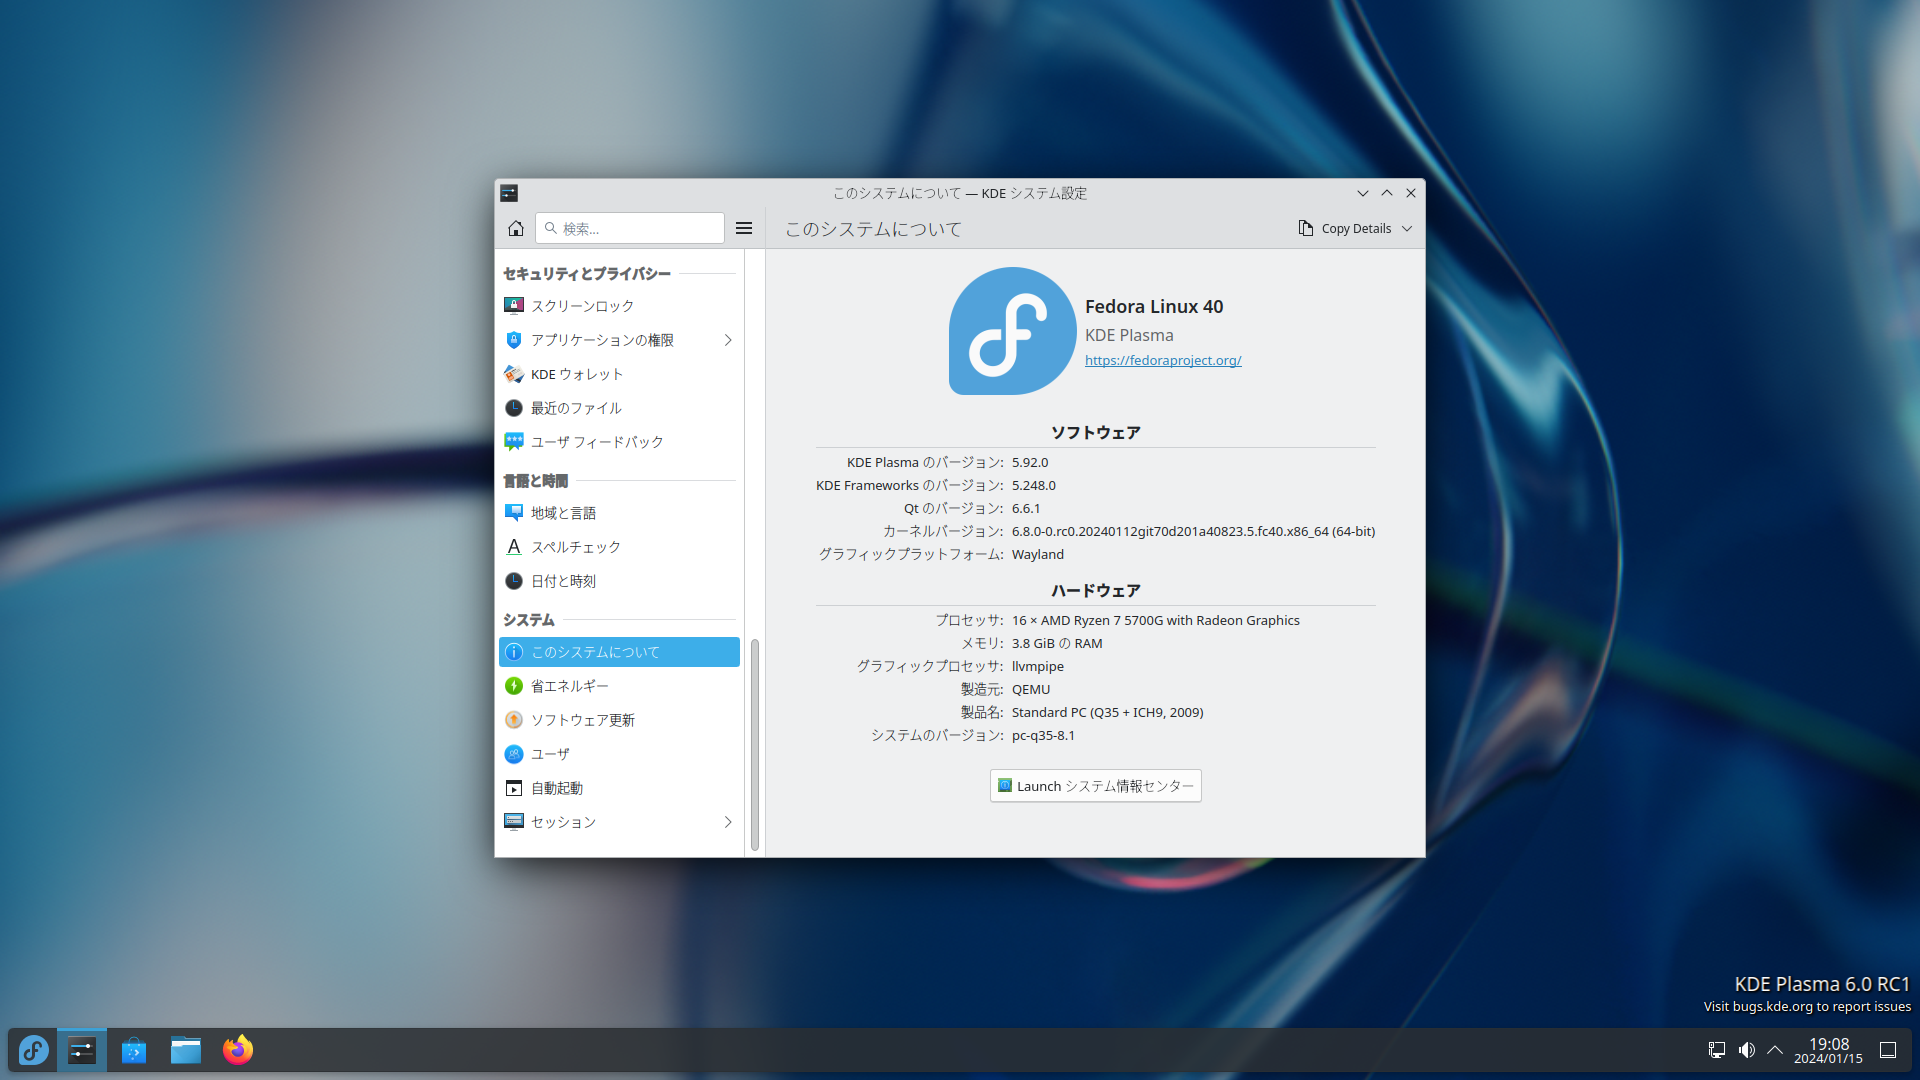 このシステムについて — KDE システム設定
検索...
このシステムについて
Copy Details
セキュリティとプライバシー
スクリーンロック
アプリケーションの権限
KDE ウォレット
最近のファイル
ユーザ フィードバック
言語と時間
地域と言語
スペルチェック
日付と時刻
システム
このシステムについて
省エネルギー
ソフトウェア更新
ユーザ
自動起動
セッション
Fedora Linux 40
KDE Plasma
https://fedoraproject.org/
ソフトウェア
KDE Plasma のバージョン: 5.92.0
KDE Frameworks のバージョン: 5.248.0
Qt のバージョン: 6.6.1
カーネルバージョン: 6.8.0-0.rc0.20240112git70d201a40823.5.fc40.x86_64 (64-bit)
グラフィックプラットフォーム: Wayland
ハードウェア
プロセッサ: 16 × AMD Ryzen 7 5700G with Radeon Graphics
メモリ: 3.8 GiB の RAM
グラフィックプロセッサ: llvmpipe
製造元: QEMU
製品名: Standard PC (Q35 + ICH9, 2009)
システムのバージョン: pc-q35-8.1
Launch システム情報センター
KDE Plasma 6.0 RC1
Visit bugs.kde.org to report issues
19:08
2024/01/15